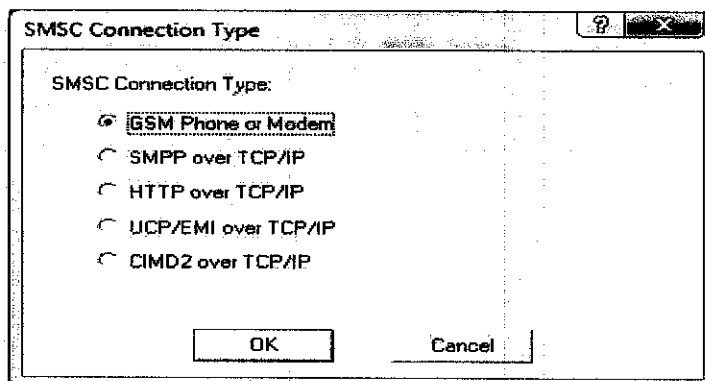 SMSC Connection Type
SMSC Connection Type:
GSM Phone or Modem
SMPP over TCP/IP
HTTP over TCP/IP
UCP/EMI over TCP/IP
CIMD2 over TCP/IP
OK Cancel